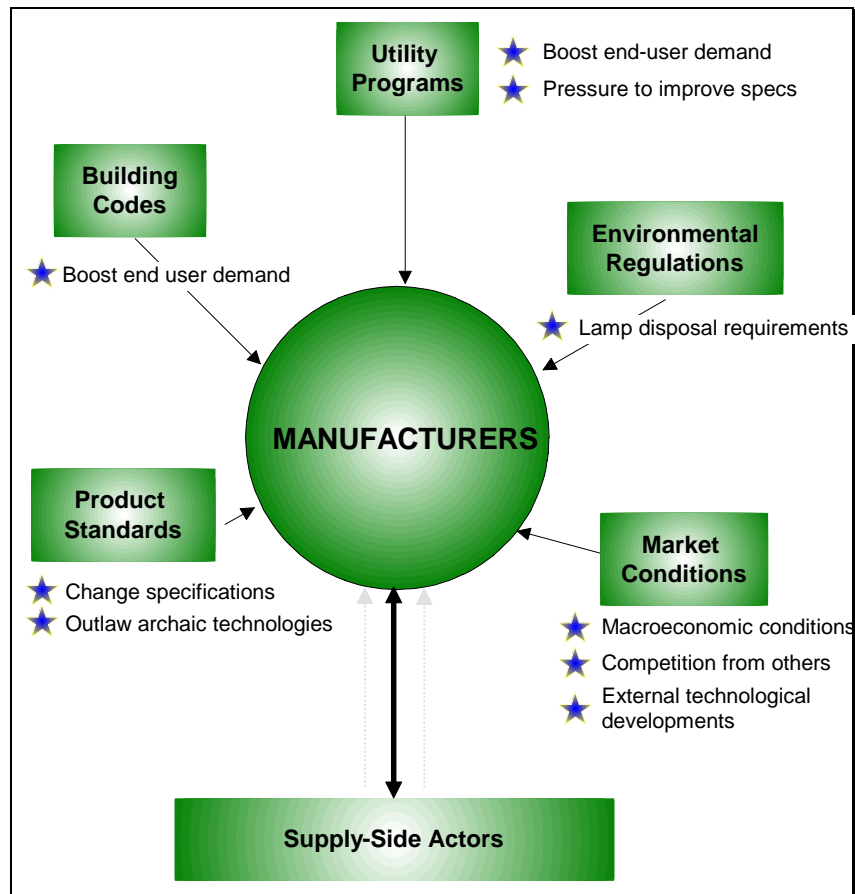 Utility
Programs
Boost end-user demand
Pressure to improve specs
Building
Codes
Boost end user demand
Environmental
Regulations
Lamp disposal requirements
MANUFACTURERS
Product
Standards
Change specifications
Outlaw archaic technologies
Market
Conditions
Macroeconomic conditions
Competition from others
External technological
developments
Supply-Side Actors